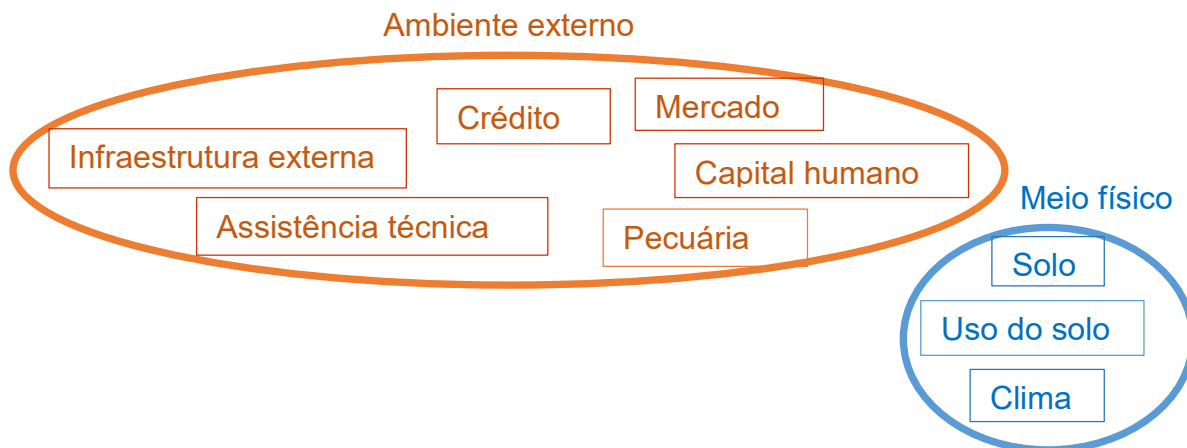 Ambiente externo
Crédito
Mercado
Infraestrutura externa
Capital humano
Assistência técnica
Pecuária
Meio físico
Solo
Uso do solo
Clima